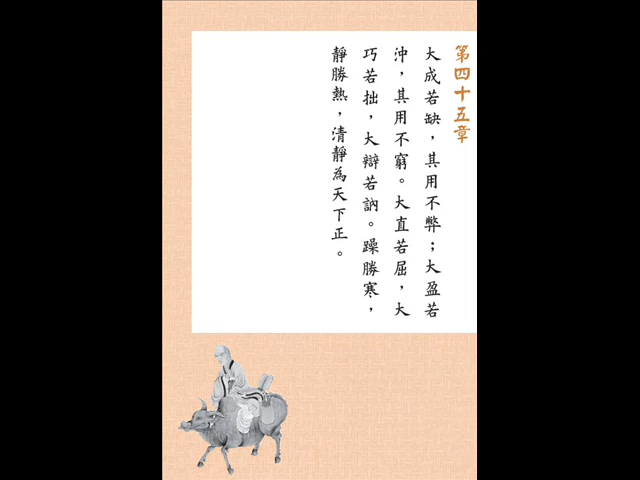 第四十五章
大成若缺，其用不弊；大盈若
沖，其用不窮。大直若屈，大
巧若拙，大辯若訥。躁勝寒，
靜勝熱，清靜為天下正。